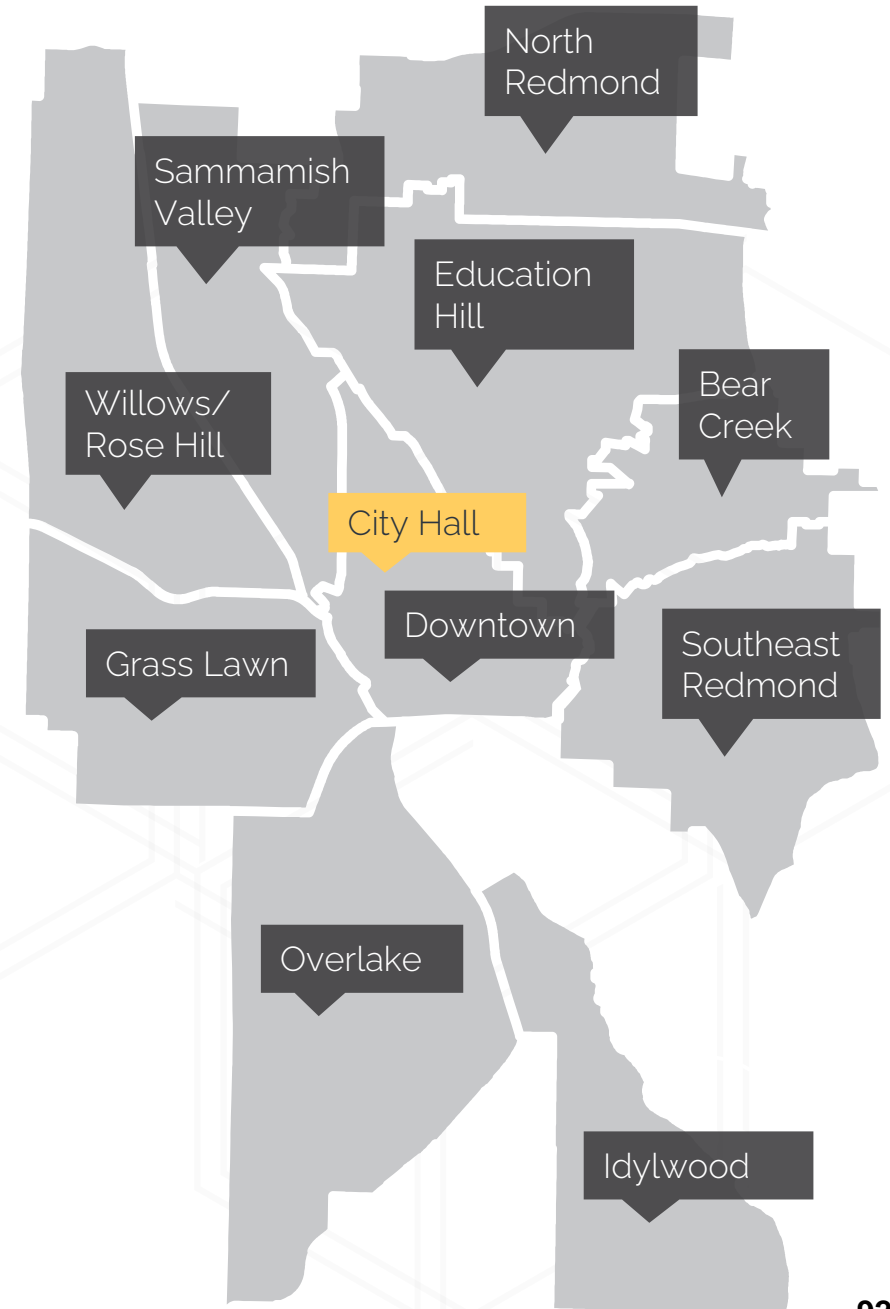 North
Redmond
Sammamish
Valley
Education
Hill
Bear
Creek
Willows/
Rose Hill
City Hall
Downtown
Grass Lawn
Southeast
Redmond
Overlake
Idylwood